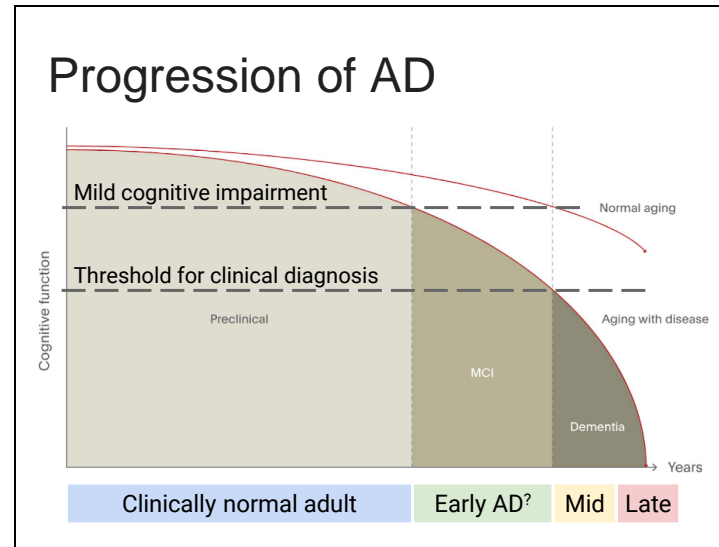 Progression of AD
Mild cognitive impairment
Normal aging
Threshold for clinical diagnosis
Cognitive function
Preclinical
Aging with disease
MCI
Dementia
Years
Clinically normal adult
Early AD?
Mid
Late